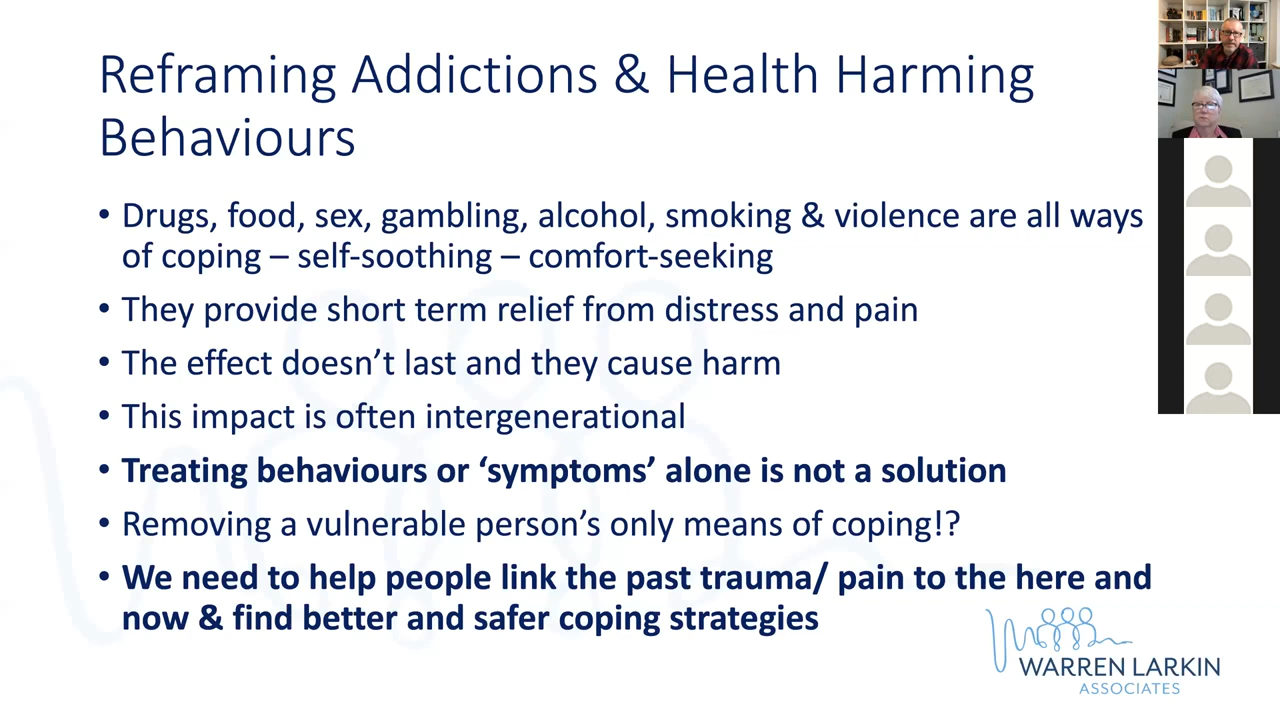 Reframing Addictions & Health Harming
Behaviours
• Drugs, food, sex, gambling, alcohol, smoking & violence are all ways
of coping – self-soothing – comfort-seeking
• They provide short term relief from distress and pain
• The effect doesn’t last and they cause harm
• This impact is often intergenerational
• Treating behaviours or ‘symptoms’ alone is not a solution
• Removing a vulnerable person’s only means of coping!?
• We need to help people link the past trauma/ pain to the here and
now & find better and safer coping strategies
WARREN LARKIN
ASSOCIATES